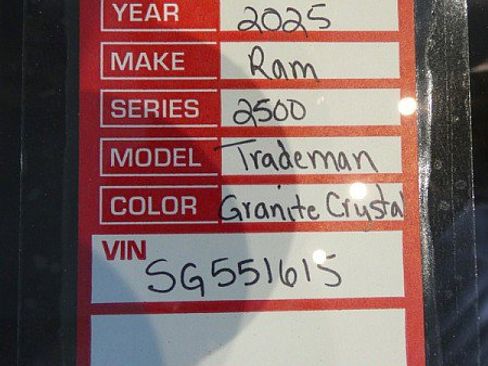 YEAR 2025
MAKE Ram
SERIES 2500
MODEL Trademan
COLOR Granite Crystal
VIN
SG551615